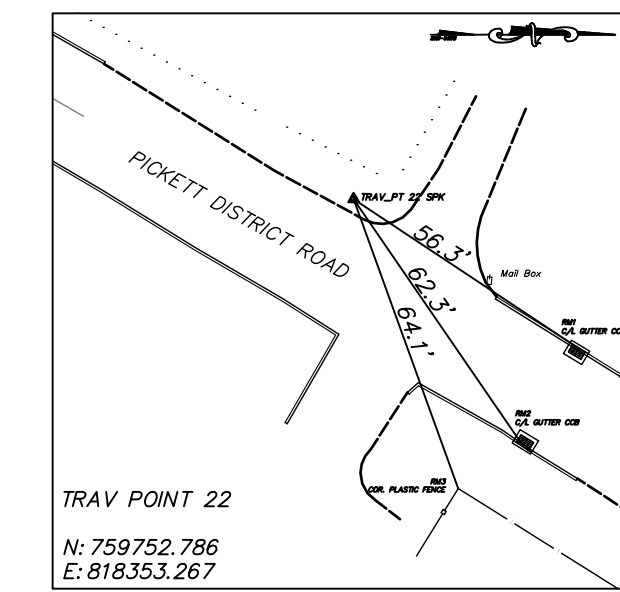 PICKETT DISTRICT ROAD
TRAV_PT 22 SPK
56.3'
62.3'
64.1'
Mail Box
RM1
C/L GUTTER
RM2
C/L GUTTER COB
RM3
COR. PLASTIC FENCE
TRAV POINT 22
N: 759752.786
E: 818353.267